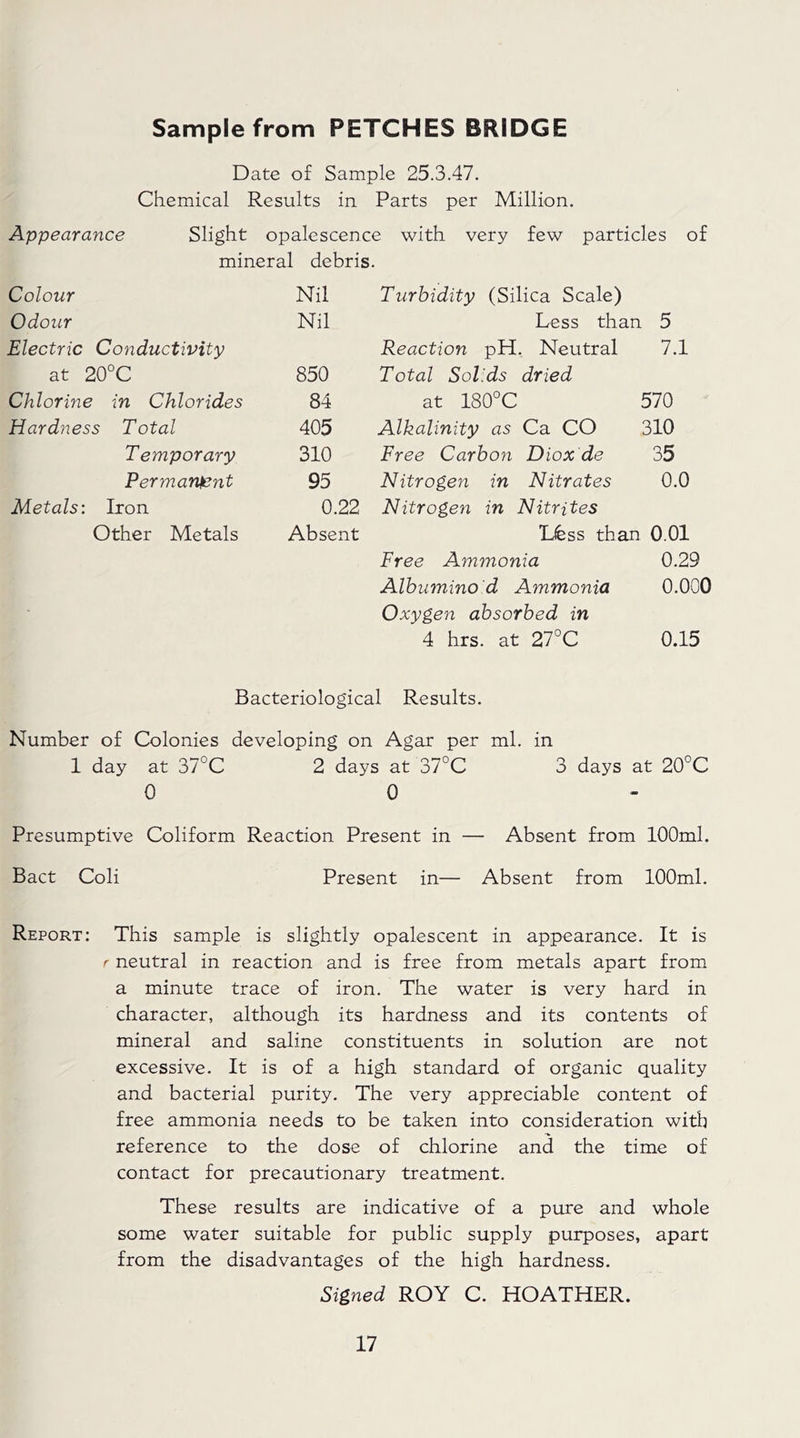 Sample from PETCHES BRIDGE
Date of Sample 25.3.47.
Chemical Results in Parts per Million.
Appearance Slight opalescence with very few particles of
mineral debris.
Colour Nil Turbidity (Silica Scale)
Odour Nil Less than 5
Electric Conductivity Reaction pH. Neutral 7.1
at 20°C 850 Total Sol:ds dried
Chlorine in Chlorides 84 at 180°C 570
Hardness Total 405 Alkalinity as Ca CO 310
Temporary 310 Free Carbon Diox de 35
Permanent 95 Nitrogen in Nitrates 0.0
Metals: Iron 0.22 Nitrogen in Nitrites
Other Metals Absent Less than 0.01
Free Ammonia 0.29
Albumino d Ammonia 0.000
Oxygen absorbed in
4 hrs. at 27°C 0.15
Bacteriological Results.
Number of Colonies developing on Agar per ml. in
1 day at 37°C 2 days at 37°C 3 days at 20°C
0 0 -
Presumptive Coliform Reaction Present in — Absent from 100ml.
Bact Coli Present in— Absent from 100ml.
REPORT: This sample is slightly opalescent in appearance. It is
neutral in reaction and is free from metals apart from
a minute trace of iron. The water is very hard in
character, although its hardness and its contents of
mineral and saline constituents in solution are not
excessive. It is of a high standard of organic quality
and bacterial purity. The very appreciable content of
free ammonia needs to be taken into consideration with
reference to the dose of chlorine and the time of
contact for precautionary treatment.
These results are indicative of a pure and whole
some water suitable for public supply purposes, apart
from the disadvantages of the high hardness.
Signed ROY C. HOATHER.
17